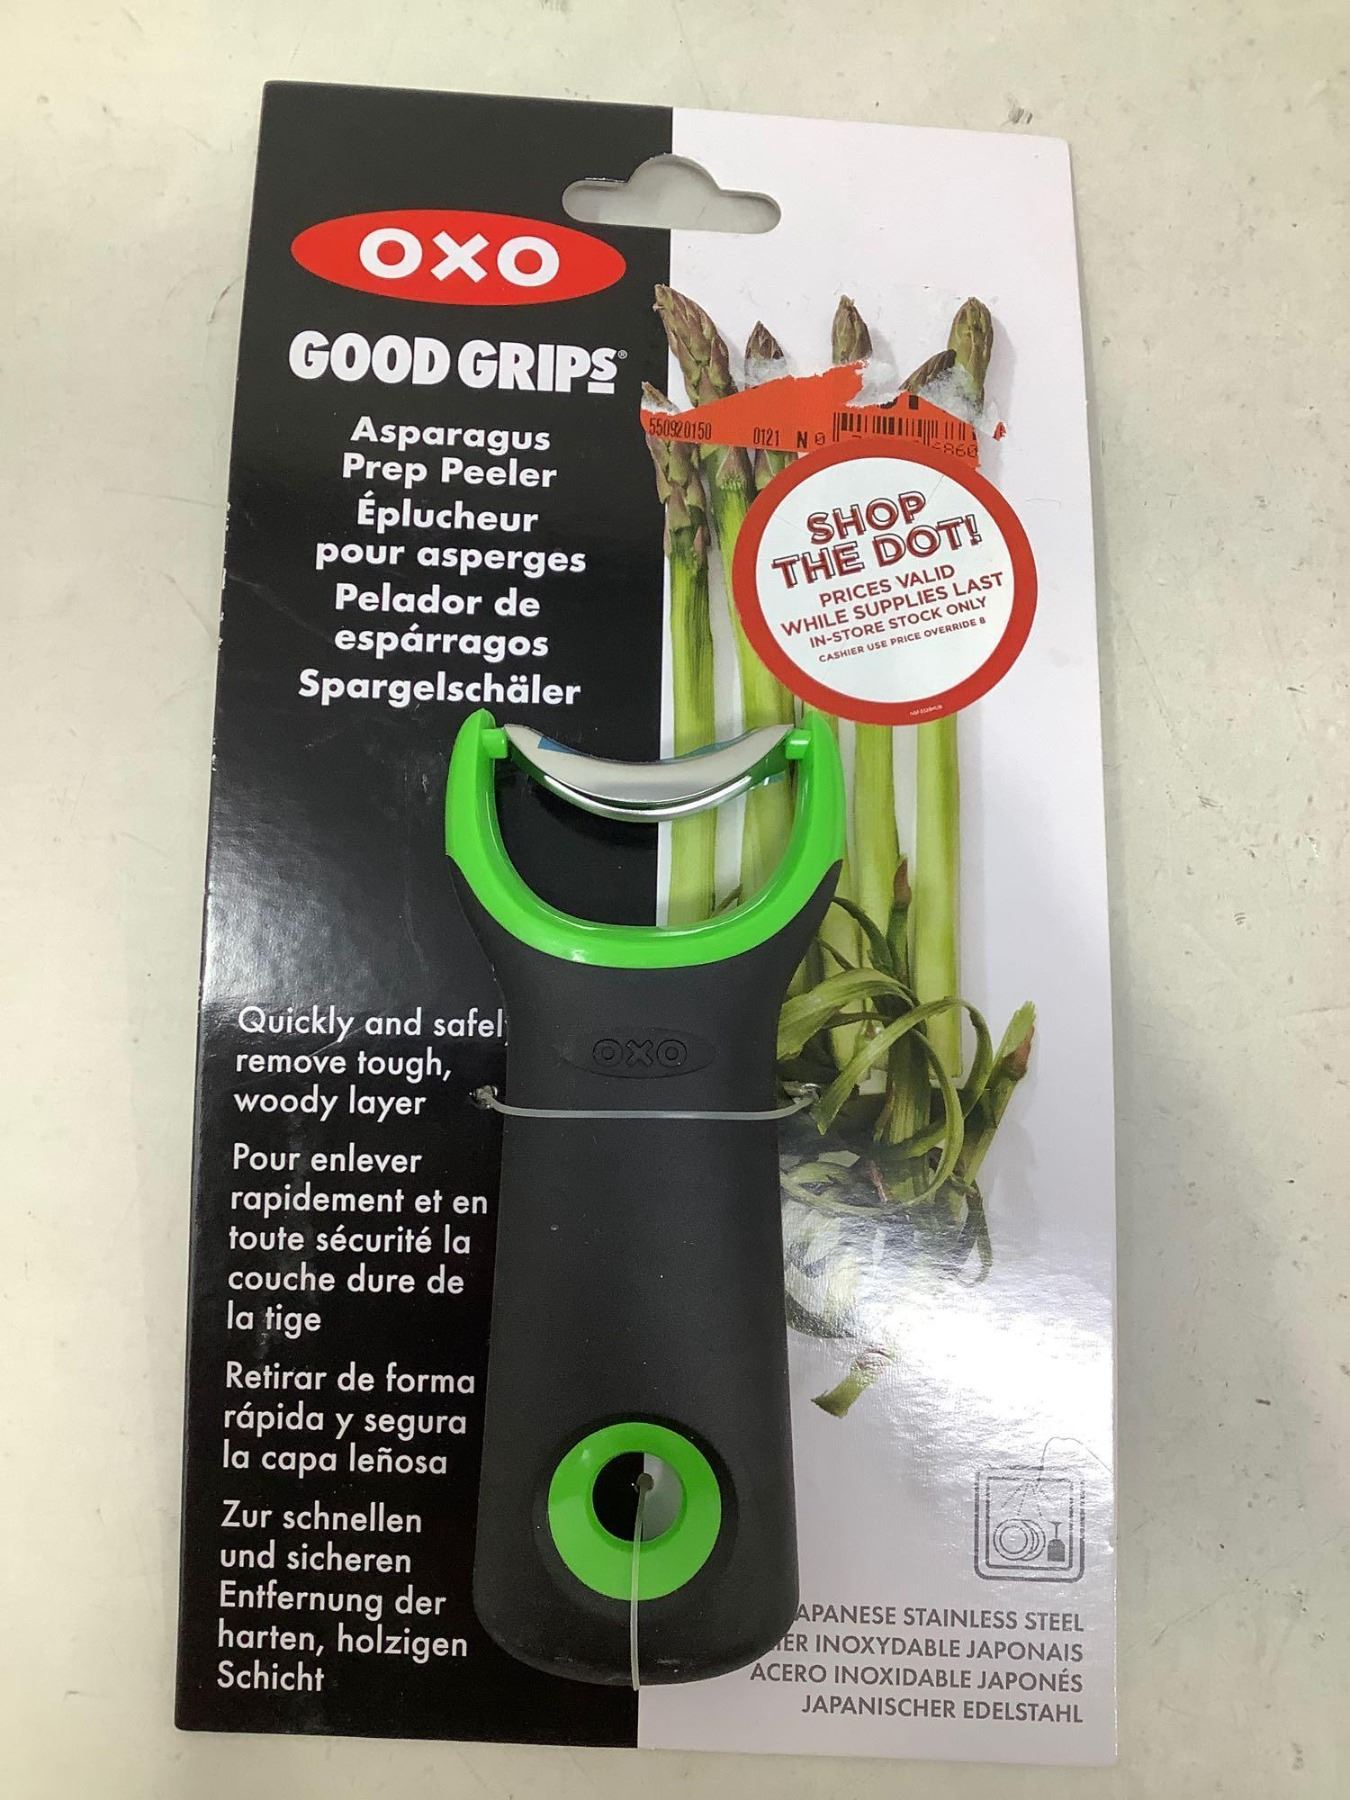 OXO
GOOD GRIPS®
Asparagus
Prep Peeler
Éplucheur
pour asperges
Pelador de
espárragos
Spargelschäler
550920150 0121 N
SHOP
THE DOT!
PRICES VALID
WHILE SUPPLIES LAST
IN-STORE STOCK ONLY
CASHIER USE PRICE OVERRIDE 8
OXO
Quickly and safel
remove tough,
woody layer
Pour enlever
rapidement et en
toute sécurité la
couche dure de
la tige
Retirar de forma
rápida y segura
la capa leñosa
Zur schnellen
und sicheren
Entfernung der
harten, holzigen
Schicht
APANESE STAINLESS STEEL
IER INOXYDABLE JAPONAIS
ACERO INOXIDABLE JAPONÉS
JAPANISCHER EDELSTAHL